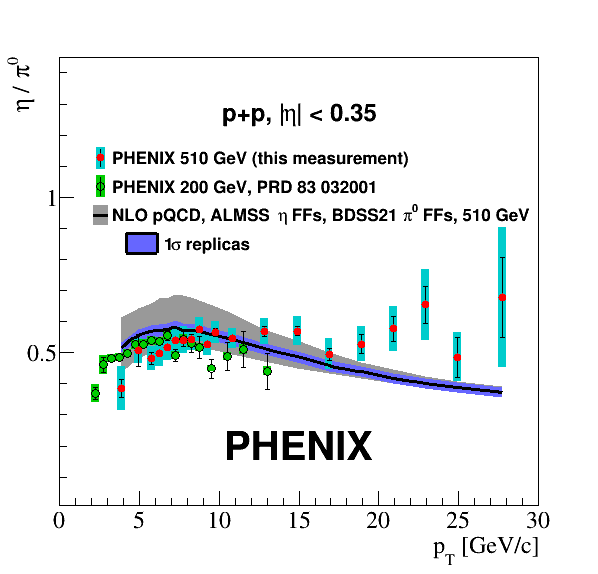 η / π⁰
p+p, |η| < 0.35
PHENIX 510 GeV (this measurement)
PHENIX 200 GeV, PRD 83 032001
NLO pQCD, ALMSS η FFs, BDSS21 π⁰ FFs, 510 GeV
1σ replicas
1
0.5
PHENIX
0 5 10 15 20 25 30
p_T [GeV/c]